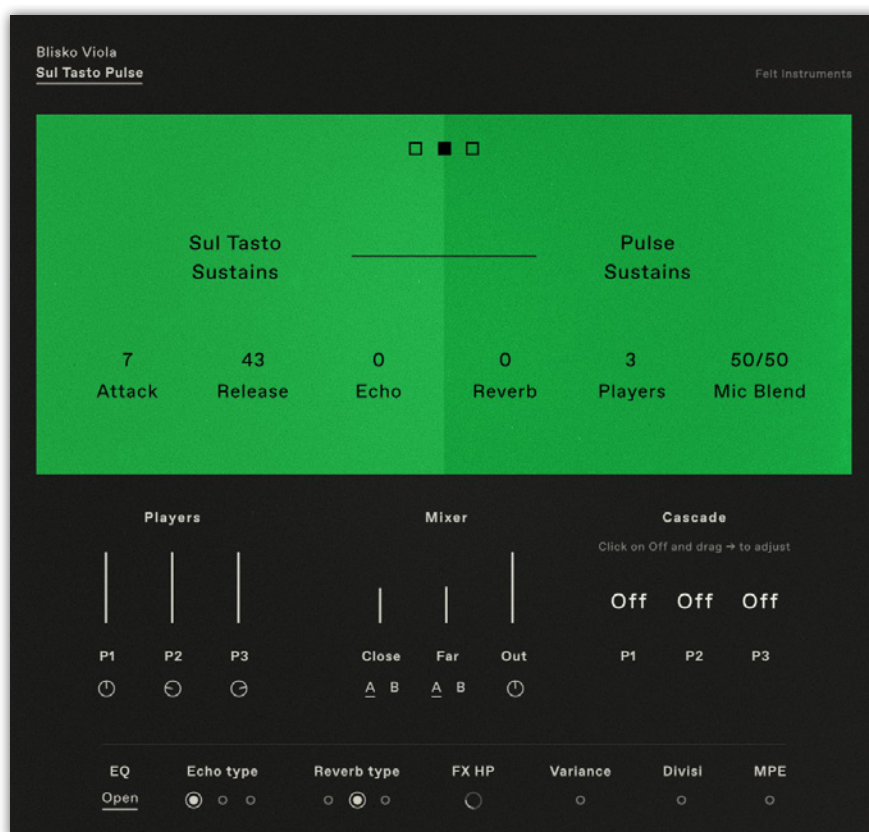 Blisko Viola
Sul Tasto Pulse
Felt Instruments
Sul Tasto
Sustains
Pulse
Sustains
7 43 0 0 3 50/50
Attack Release Echo Reverb Players Mic Blend
Players Mixer Cascade
Click on Off and drag → to adjust
Off Off Off
P1 P2 P3 Close Far Out P1 P2 P3
A B A B
EQ Echo type Reverb type FX HP Variance Divisi MPE
Open